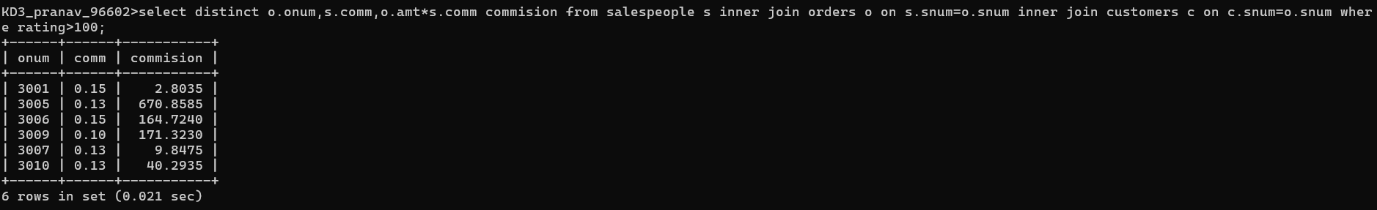 KD3_pranav_96602>select distinct o.onum,s.comm,o.amt*s.comm commision from salespeople s inner join orders o on s.snum=o.snum inner join customers c on c.snum=o.snum wher
e rating>100;
+------+------+-----------+
| onum | comm | commision |
+------+------+-----------+
| 3001 | 0.15 |    2.8035 |
| 3005 | 0.13 |  670.8585 |
| 3006 | 0.15 |  164.7240 |
| 3009 | 0.10 |  171.3230 |
| 3007 | 0.13 |    9.8475 |
| 3010 | 0.13 |   40.2935 |
+------+------+-----------+
6 rows in set (0.021 sec)